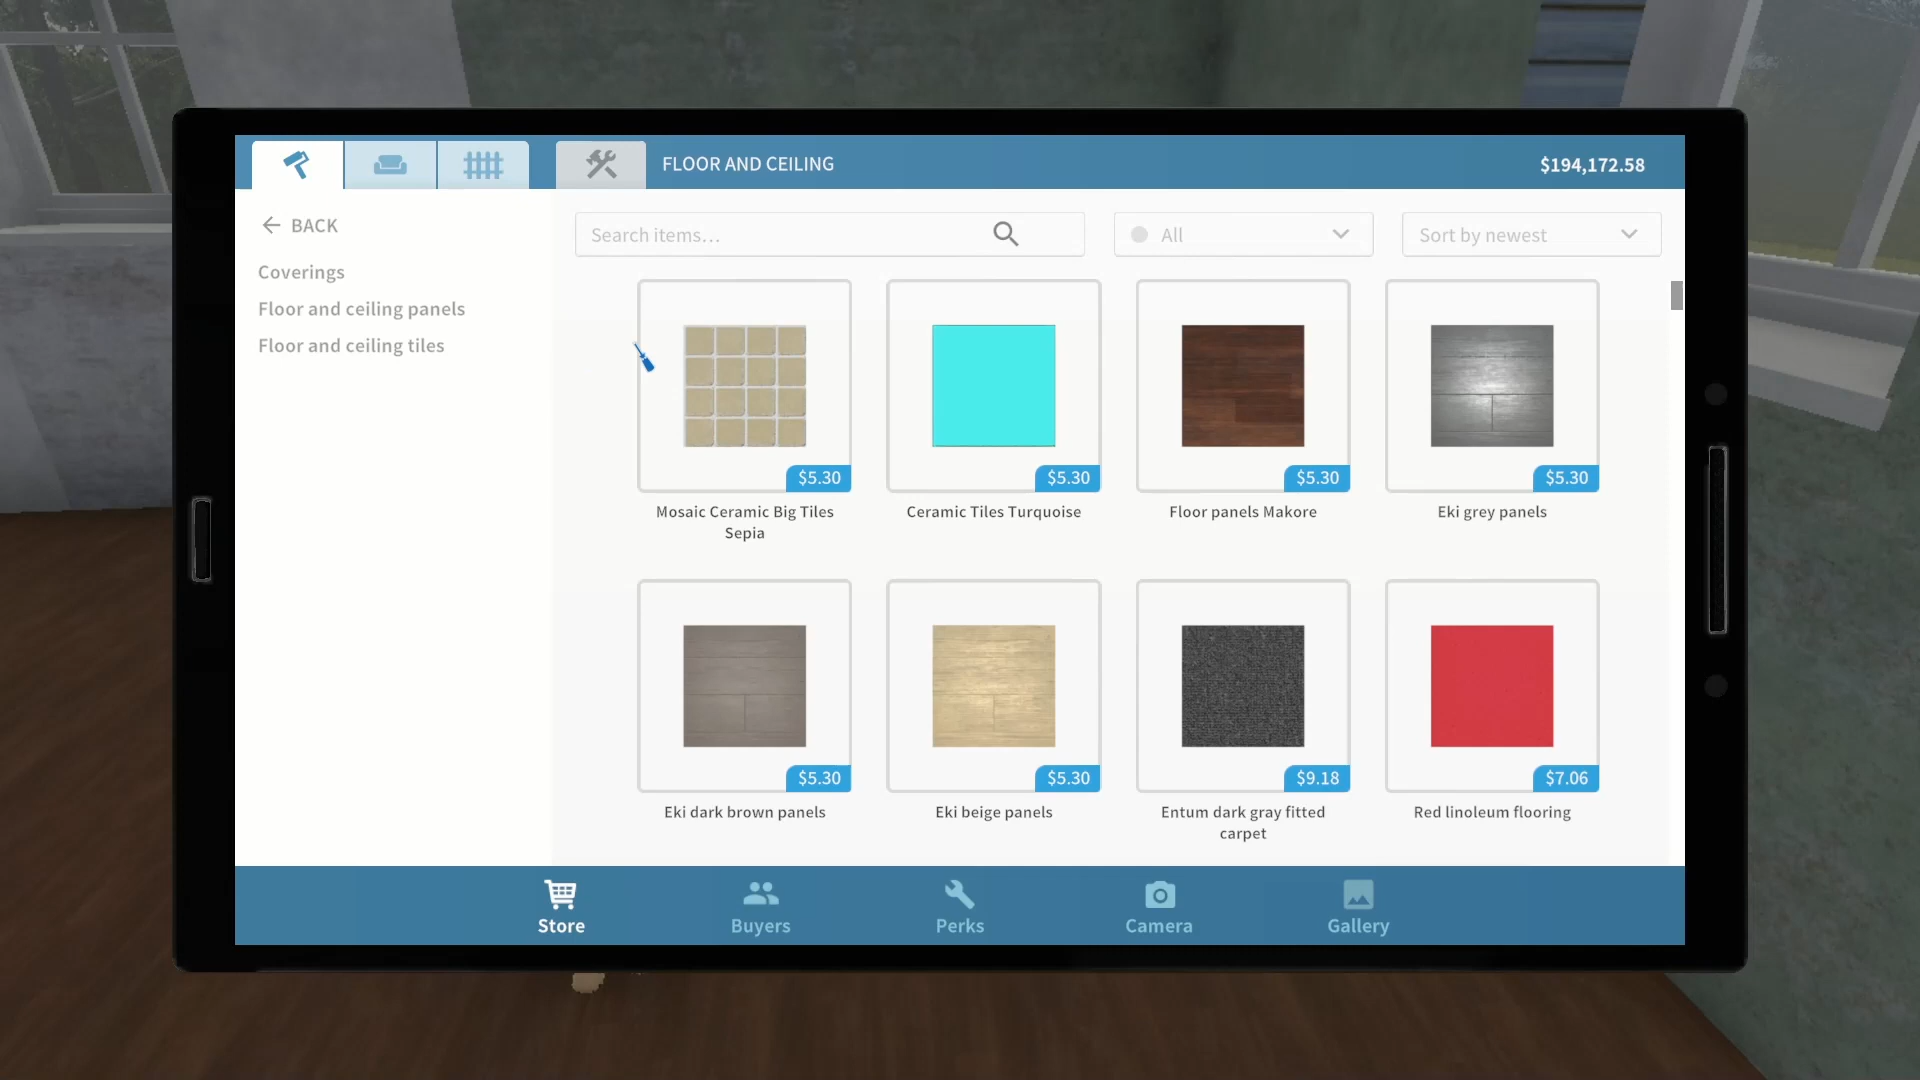 FLOOR AND CEILING
$194,172.58
BACK
Coverings
Floor and ceiling panels
Floor and ceiling tiles
Search items...
All
Sort by newest
$5.30
$5.30
$5.30
$5.30
Mosaic Ceramic Big Tiles
Sepia
Ceramic Tiles Turquoise
Floor panels Makore
Eki grey panels
$5.30
$5.30
$9.18
$7.06
Eki dark brown panels
Eki beige panels
Entum dark gray fitted
carpet
Red linoleum flooring
Store
Buyers
Perks
Camera
Gallery